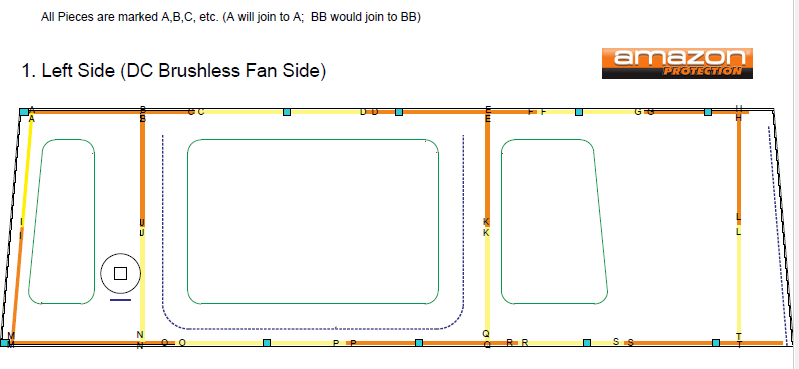 All Pieces are marked A,B,C, etc. (A will join to A; BB would join to BB)
amazon
PROTECTION
1. Left Side (DC Brushless Fan Side)
A B C C D D E F F G G H
A B E H
I J K L
I J K L
M N O O P P Q R R S S T
M N Q T